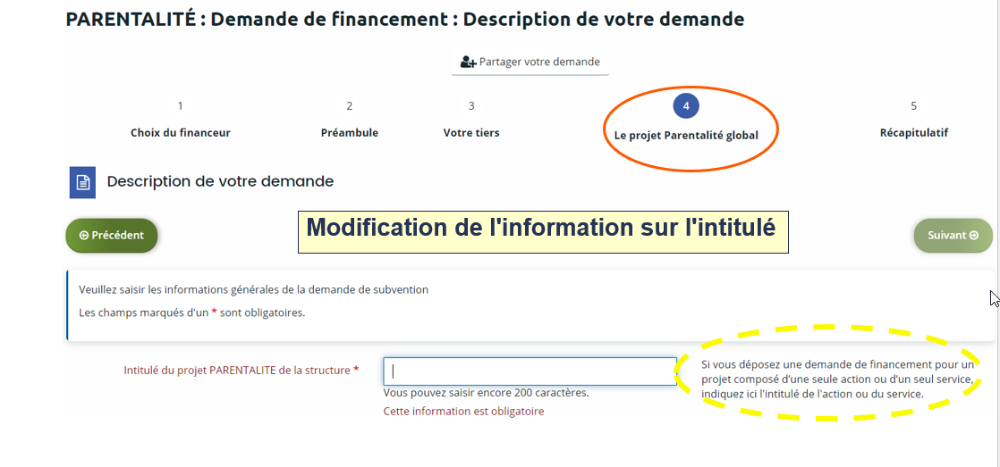 PARENTALITÉ : Demande de financement : Description de votre demande
Partager votre demande
1
2
3
4
5
Choix du financeur
Préambule
Votre tiers
Le projet Parentalité global
Récapitulatif
Description de votre demande
Précédent
Modification de l'information sur l'intitulé
Suivant
Veuillez saisir les informations générales de la demande de subvention
Les champs marqués d'un * sont obligatoires.
Intitulé du projet PARENTALITE de la structure *
Vous pouvez saisir encore 200 caractères.
Cette information est obligatoire
Si vous déposez une demande de financement pour un
projet composé d’une seule action ou d’un seul service,
indiquez ici l'intitulé de l'action ou du service.